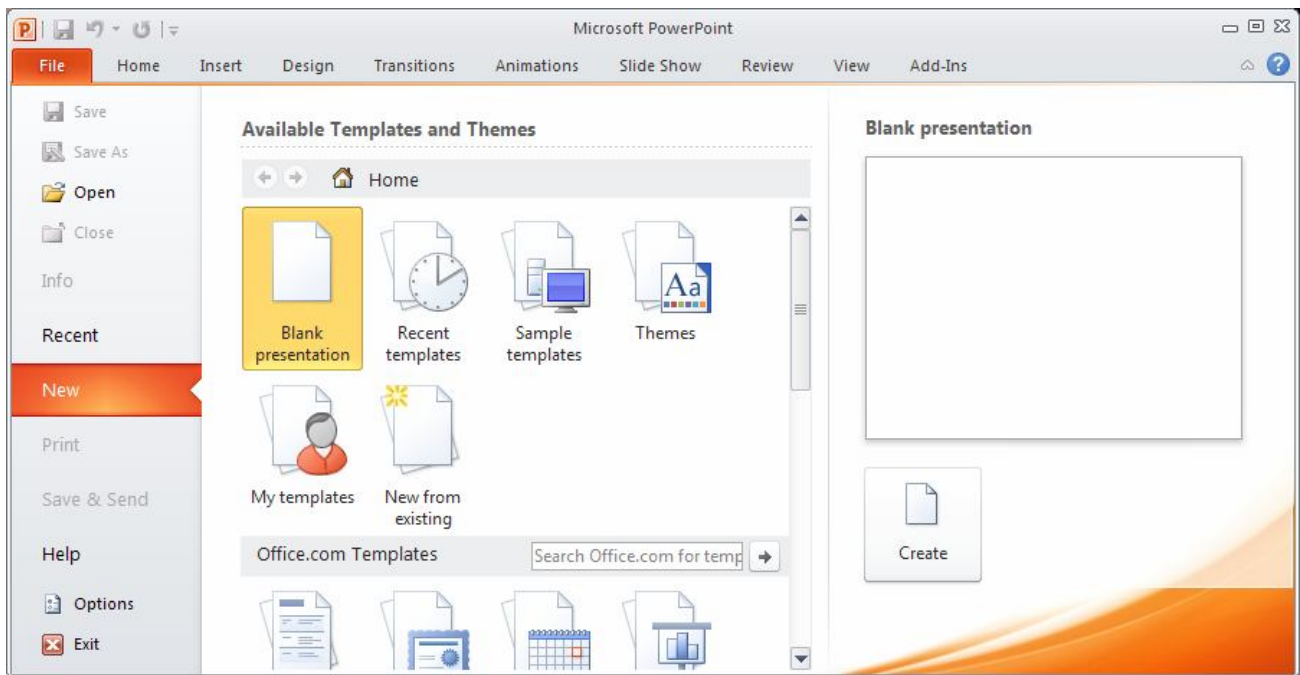 Microsoft PowerPoint
File Home Insert Design Transitions Animations Slide Show Review View Add-Ins
Save
Save As
Open
Close
Info
Recent
New
Print
Save & Send
Help
Options
Exit
Available Templates and Themes
Home
Blank
presentation
Recent
templates
Sample
templates
Themes
My templates
New from
existing
Office.com Templates
Search Office.com for temp
Blank presentation
Create